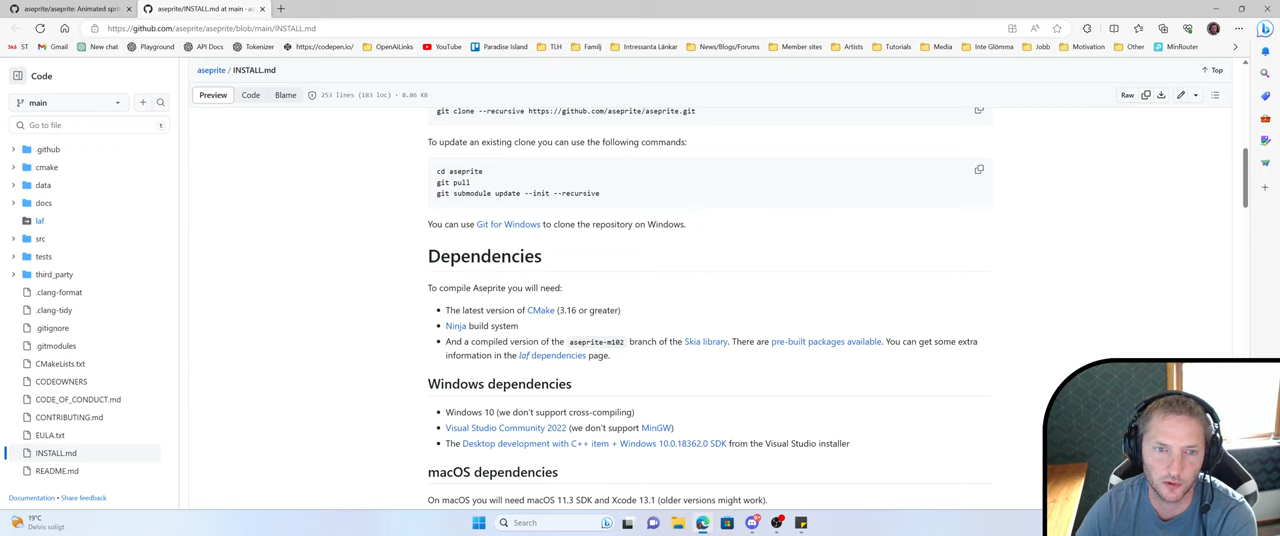 aseprite/aseprite: Animated sprit
aseprite/INSTALL.md at main · a
https://github.com/aseprite/aseprite/blob/main/INSTALL.md
ST
Gmail
New chat
Playground
API Docs
Tokenizer
https://codepen.io/
OpenAiLinks
YouTube
Paradise Island
TLH
Familj
Intressanta Länkar
News/Blogs/Forums
Member sites
Artists
Tutorials
Media
Inte Glömma
Jobb
Motivation
Other
MinRouter
Code
aseprite / INSTALL.md
Top
main
Preview
Code
Blame
253 lines (183 loc) · 8.86 KB
Raw
Go to file
t
.github
cmake
data
docs
laf
src
tests
third_party
.clang-format
.clang-tidy
.gitignore
.gitmodules
CMakeLists.txt
CODEOWNERS
CODE_OF_CONDUCT.md
CONTRIBUTING.md
EULA.txt
INSTALL.md
README.md
Documentation • Share feedback
git clone --recursive https://github.com/aseprite/aseprite.git
To update an existing clone you can use the following commands:
cd aseprite
git pull
git submodule update --init --recursive
You can use Git for Windows to clone the repository on Windows.
Dependencies
To compile Aseprite you will need:
• The latest version of CMake (3.16 or greater)
• Ninja build system
• And a compiled version of the aseprite-m102 branch of the Skia library. There are pre-built packages available. You can get some extra
information in the laf dependencies page.
Windows dependencies
• Windows 10 (we don't support cross-compiling)
• Visual Studio Community 2022 (we don't support MinGW)
• The Desktop development with C++ item + Windows 10.0.18362.0 SDK from the Visual Studio installer
macOS dependencies
On macOS you will need macOS 11.3 SDK and Xcode 13.1 (older versions might work).
19°C
Delvis soligt
Search